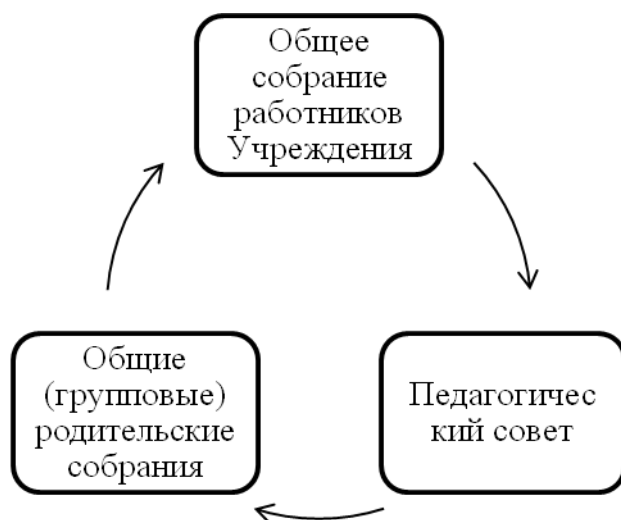 Общее
собрание
работников
Учреждения
Общие
(групповые)
родительские
собрания
Педагогичес
кий совет